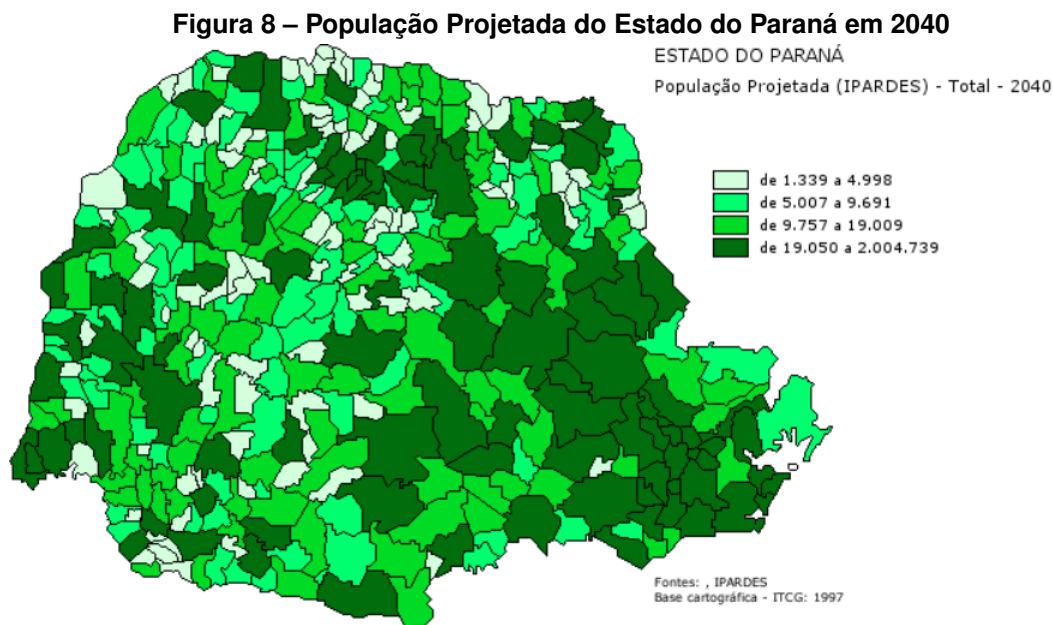 Figura 8 – População Projetada do Estado do Paraná em 2040
ESTADO DO PARANÁ
População Projetada (IPARDES) - Total - 2040
de 1.339 a 4.998
de 5.007 a 9.691
de 9.757 a 19.009
de 19.050 a 2.004.739
Fontes: , IPARDES
Base cartográfica - ITCG: 1997